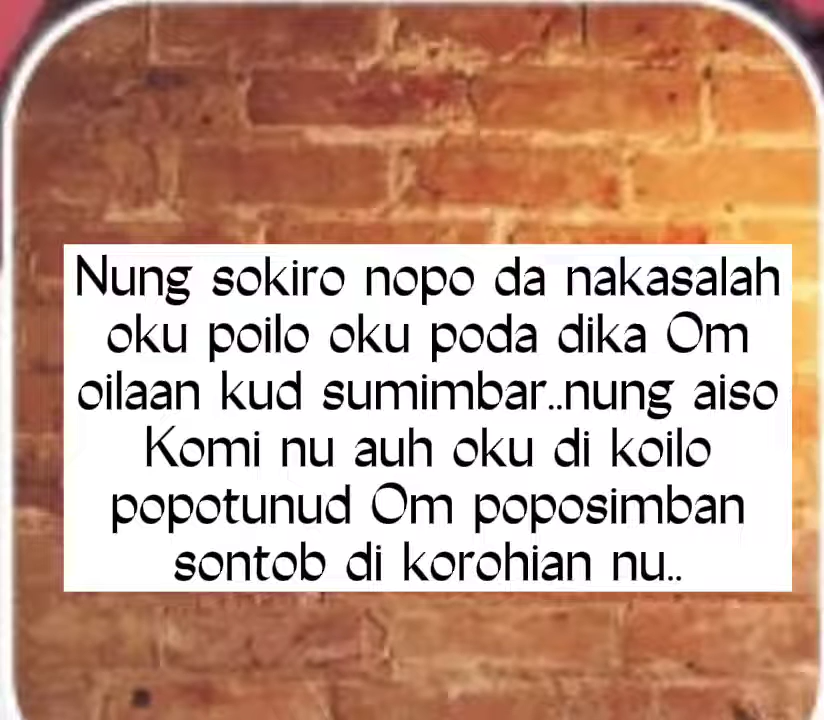 Nung sokiro nopo da nakasalah
oku poilo oku poda dika Om
oilaan kud sumimbar..nung aiso
Komi nu auh oku di koilo
popotunud Om poposimban
sontob di korohian nu..